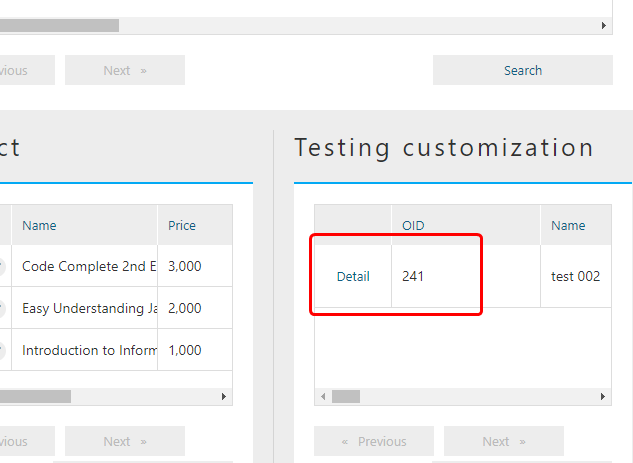 vious
Next »
Search
ct
Testing customization
Name Price
OID Name
Code Complete 2nd E 3,000
Detail 241 test 002
Easy Understanding Ja 2,000
Introduction to Inform 1,000
vious
Next »
« Previous
Next »